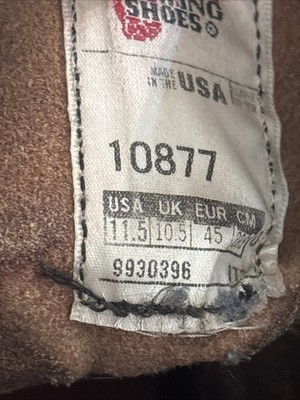 SHOES®
MADE
IN THE USA
10877
USA UK EUR CM
11.5 10.5 45
9930396